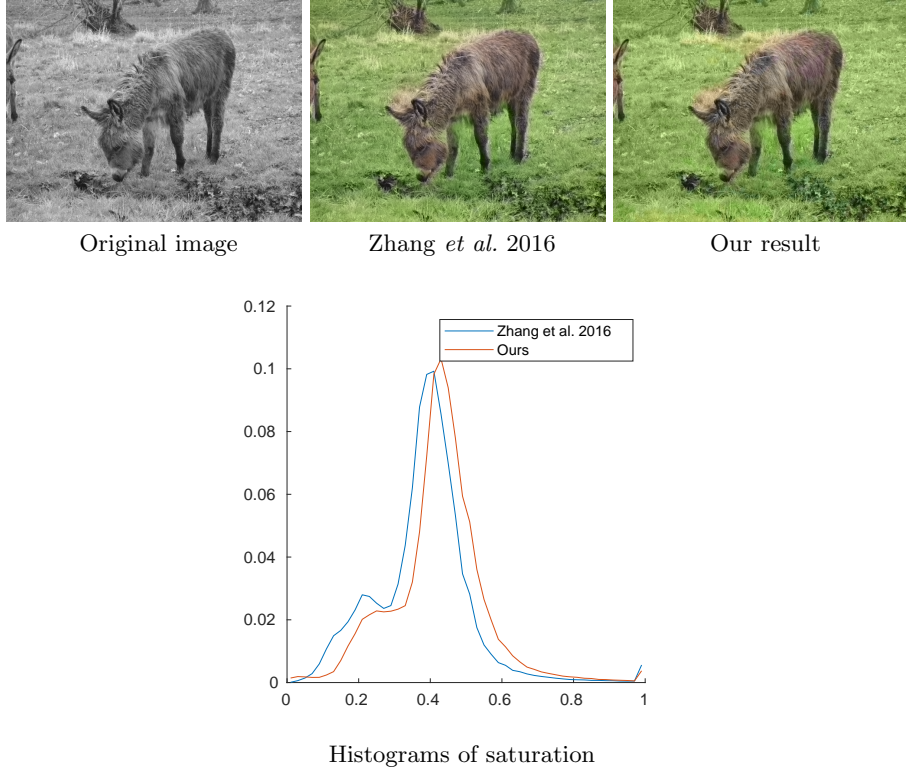 Original image
Zhang et al. 2016
Our result
0.12
0.1
0.08
0.06
0.04
0.02
0
0 0.2 0.4 0.6 0.8 1
Zhang et al. 2016
Ours
Histograms of saturation